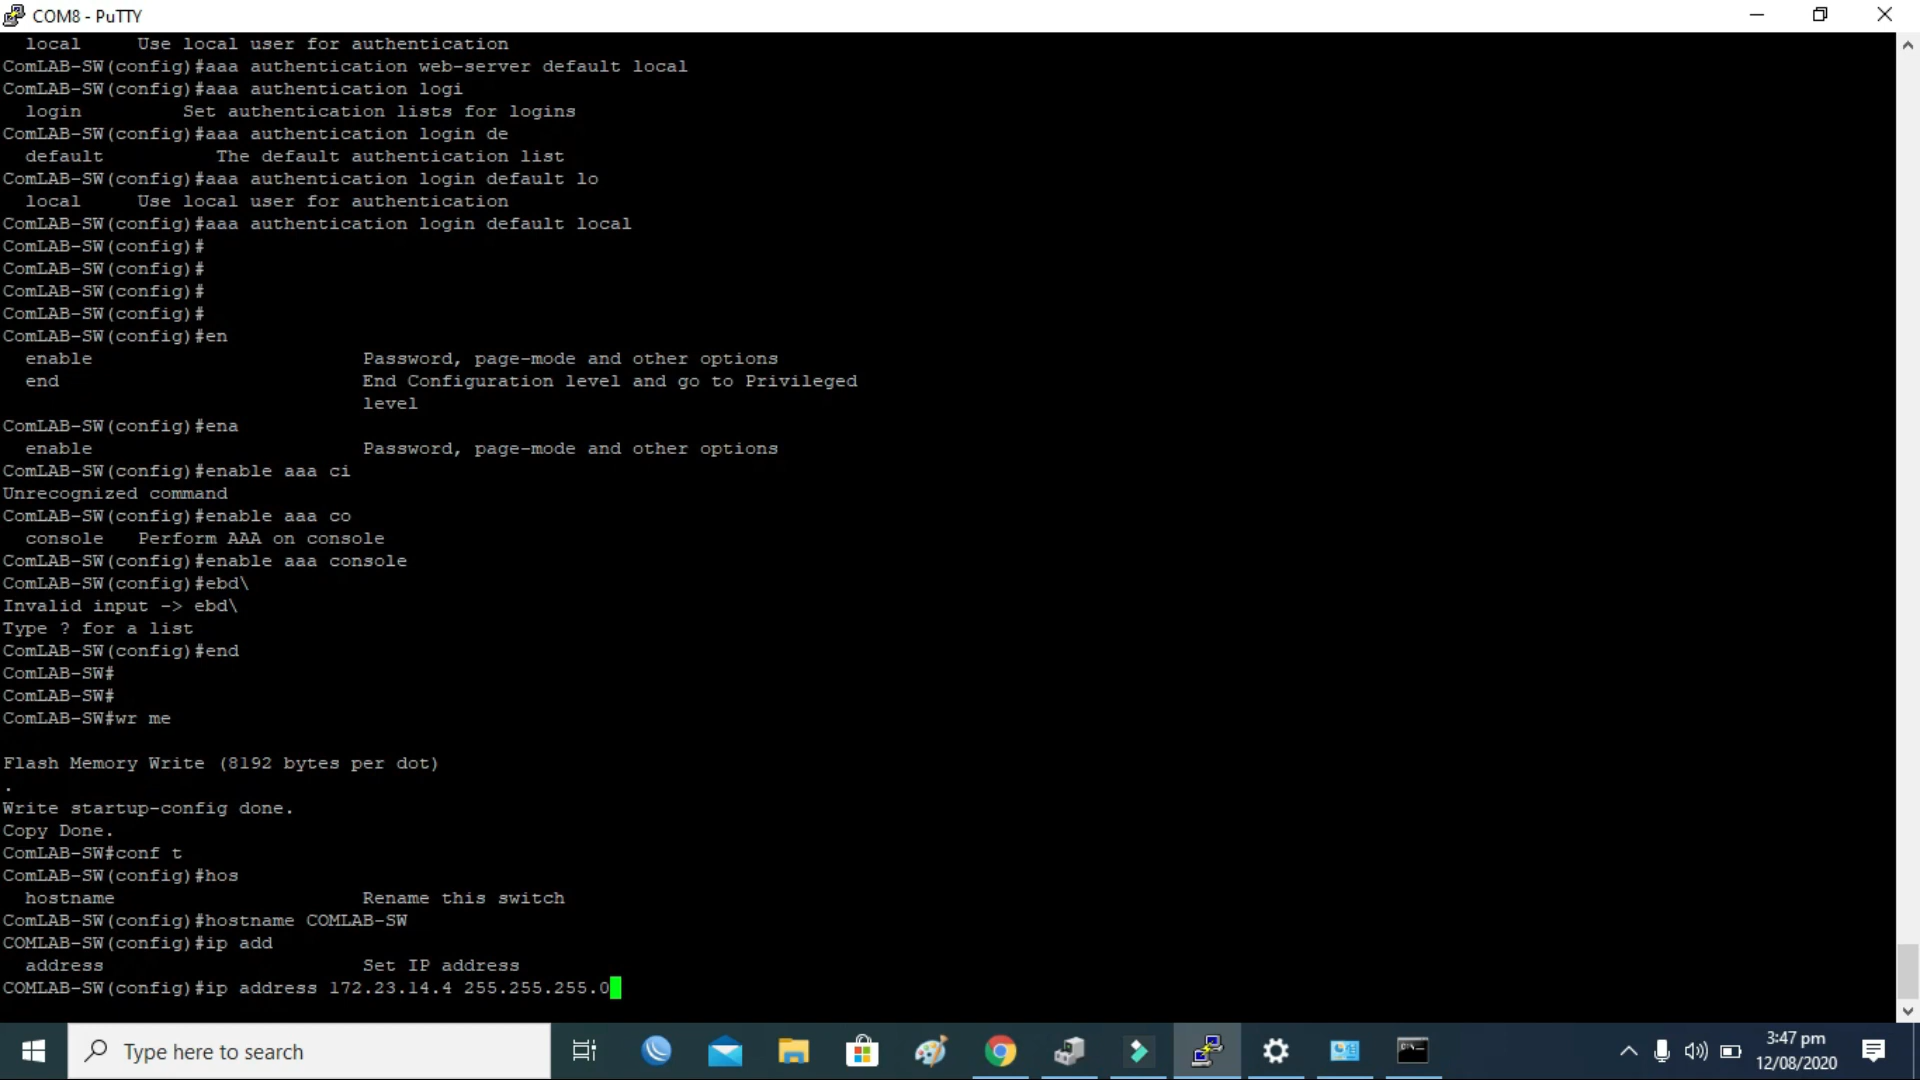 COM8 - PuTTY
  local     Use local user for authentication
ComLAB-SW(config)#aaa authentication web-server default local
ComLAB-SW(config)#aaa authentication logi
  login         Set authentication lists for logins
ComLAB-SW(config)#aaa authentication login de
  default          The default authentication list
ComLAB-SW(config)#aaa authentication login default lo
  local     Use local user for authentication
ComLAB-SW(config)#aaa authentication login default local
ComLAB-SW(config)#
ComLAB-SW(config)#
ComLAB-SW(config)#
ComLAB-SW(config)#
ComLAB-SW(config)#en
  enable                        Password, page-mode and other options
  end                           End Configuration level and go to Privileged
                                level
ComLAB-SW(config)#ena
  enable                        Password, page-mode and other options
ComLAB-SW(config)#enable aaa ci
Unrecognized command
ComLAB-SW(config)#enable aaa co
  console   Perform AAA on console
ComLAB-SW(config)#enable aaa console
ComLAB-SW(config)#ebd\
Invalid input -> ebd\
Type ? for a list
ComLAB-SW(config)#end
ComLAB-SW#
ComLAB-SW#
ComLAB-SW#wr me
Flash Memory Write (8192 bytes per dot)
.
Write startup-config done.
Copy Done.
ComLAB-SW#conf t
ComLAB-SW(config)#hos
  hostname                      Rename this switch
ComLAB-SW(config)#hostname COMLAB-SW
COMLAB-SW(config)#ip add
  address                       Set IP address
COMLAB-SW(config)#ip address 172.23.14.4 255.255.255.0
Type here to search
3:47 pm
12/08/2020